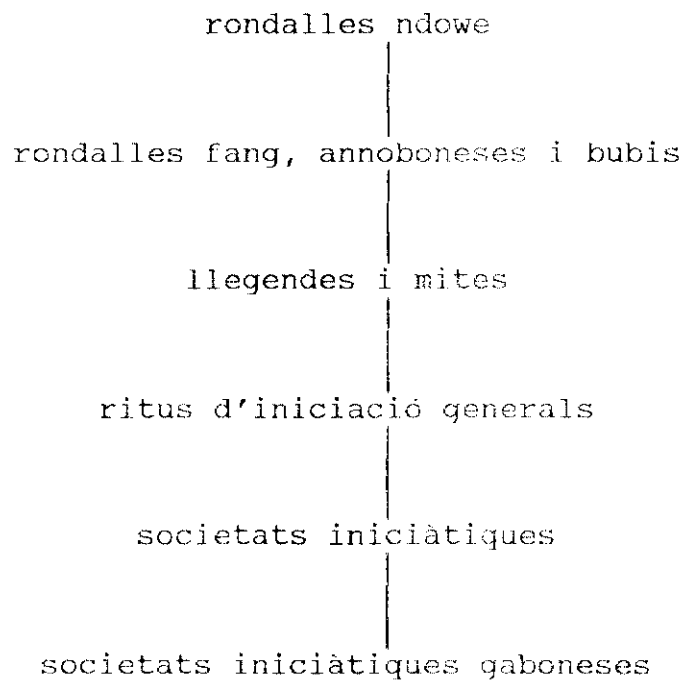 rondalles ndowe
rondalles fang, annoboneses i bubis
llegendes i mites
ritus d'iniciació generals
societats iniciàtiques
societats iniciàtiques gaboneses